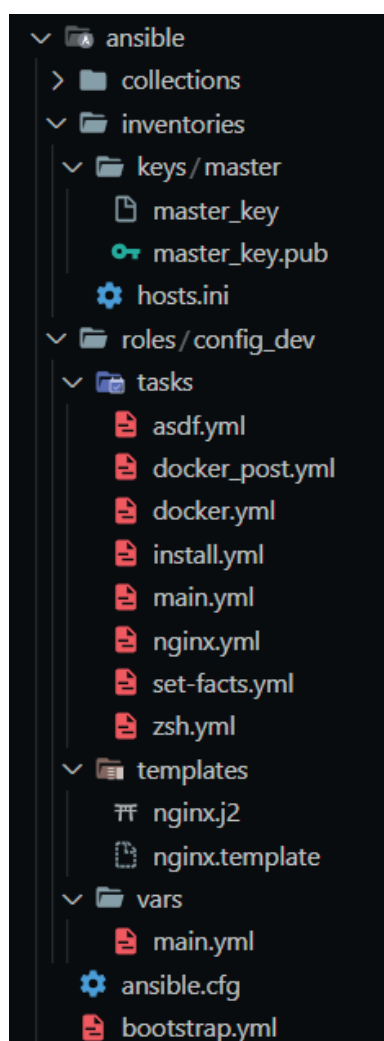 ansible
collections
inventories
keys/master
master_key
master_key.pub
hosts.ini
roles/config_dev
tasks
asdf.yml
docker_post.yml
docker.yml
install.yml
main.yml
nginx.yml
set-facts.yml
zsh.yml
templates
nginx.j2
nginx.template
vars
main.yml
ansible.cfg
bootstrap.yml